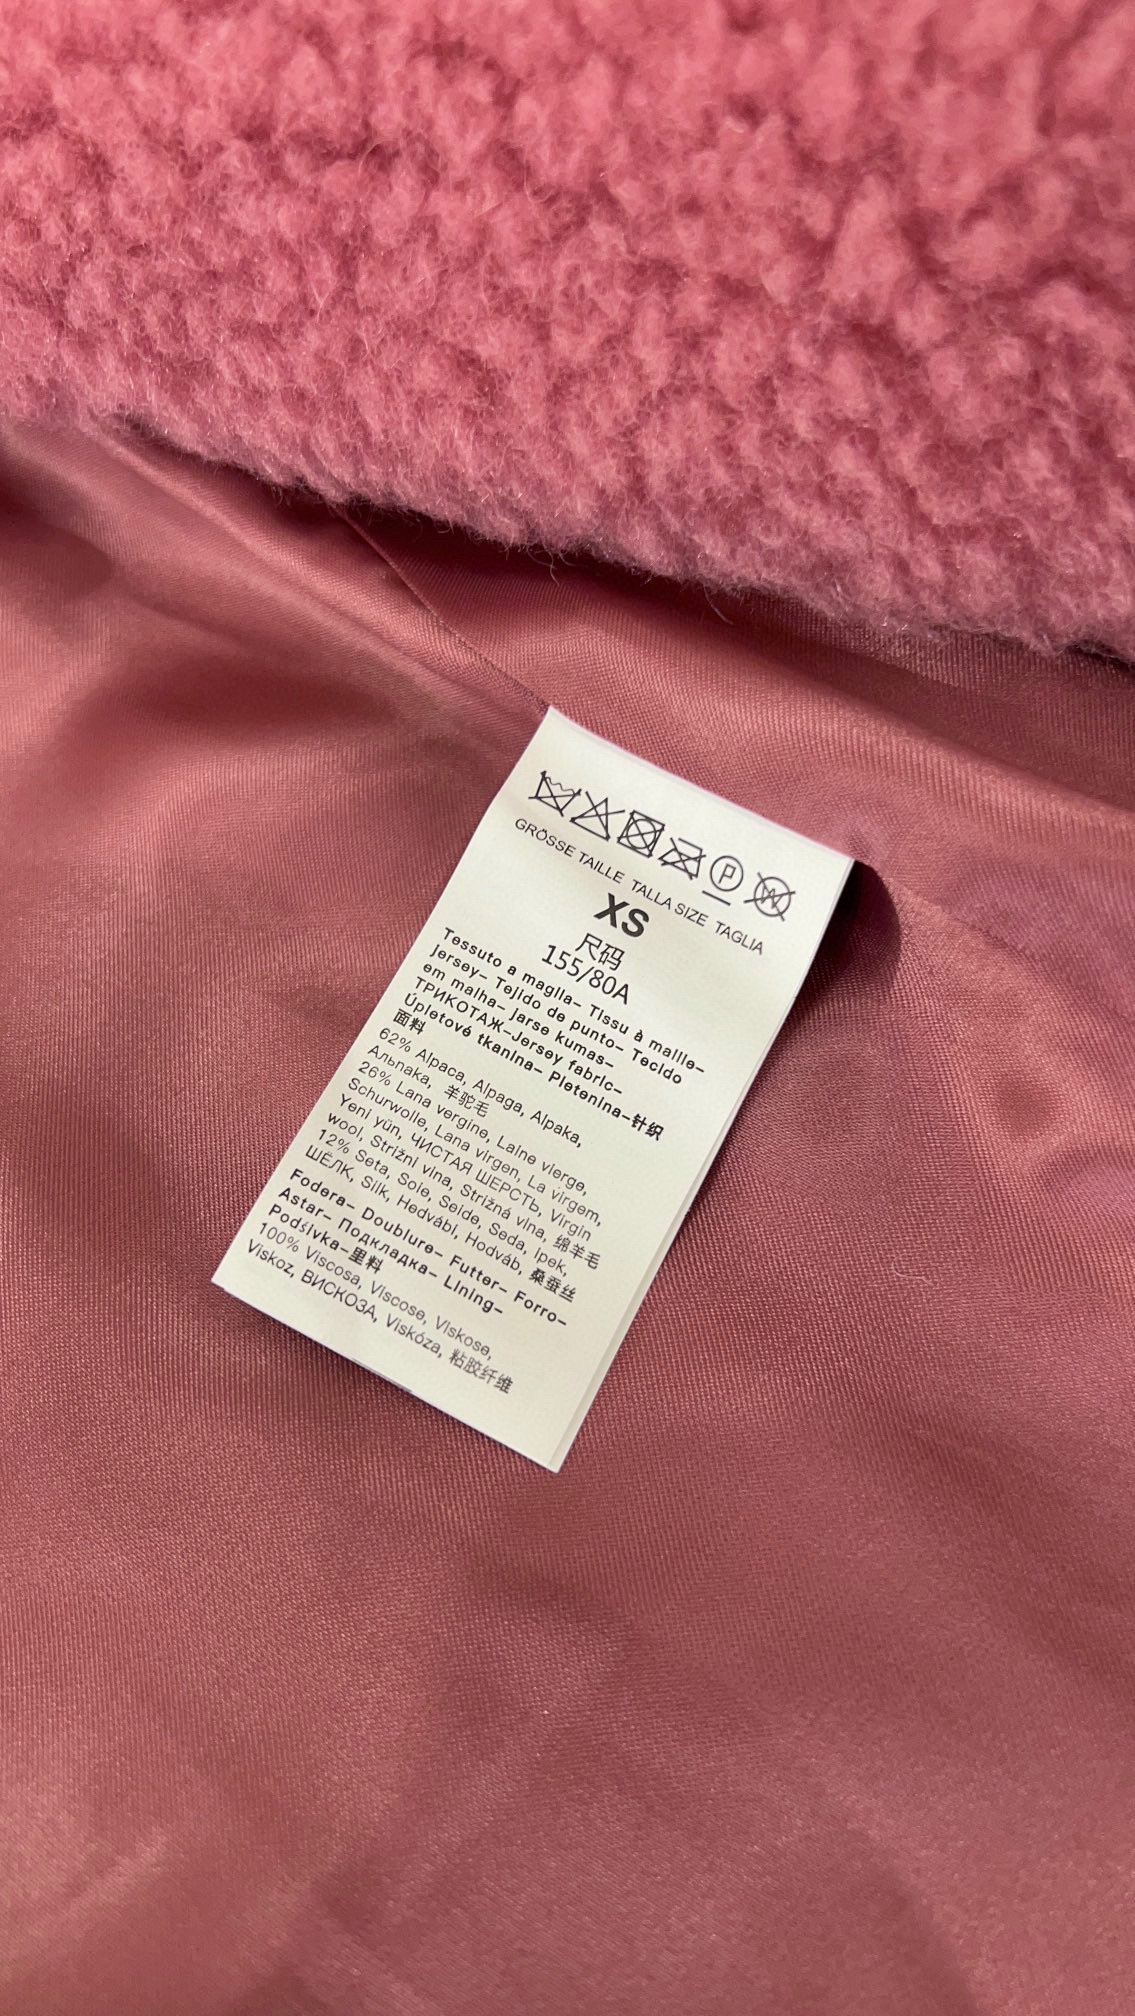 P W
GRÖSSE TAILLE TALLA SIZE TAGLIA
XS
尺码
155/80A
Tessuto a maglia- Tissu à maille-
jersey- Tejido de punto- Tecido
em malha- jarse kumas-
ТРИКОТАЖ-Jersey fabric-
Úpletové tkanina- Pletenina-针织
面料
62% Alpaca, Alpaga, Alpaka,
Альпака, 羊驼毛
26% Lana vergine, Laine vierge,
Schurwolle, Lana virgen, La virgem,
Yeni yün, ЧИСТАЯ ШЕРСТЬ, Virgin
wool, Strižni vlna, Strižná vlna, 绵羊毛
12% Seta, Soie, Seide, Seda, Ipek,
ШЁЛК, Silk, Hedvábí, Hodváb, 桑蚕丝
Fodera- Doublure- Futter- Forro-
Astar- Подкладка- Lining-
Podšívka-里料
100% Viscosa, Viscose, Viskose,
Viskoz, ВИСКОЗА, Viskóza, 粘胶纤维